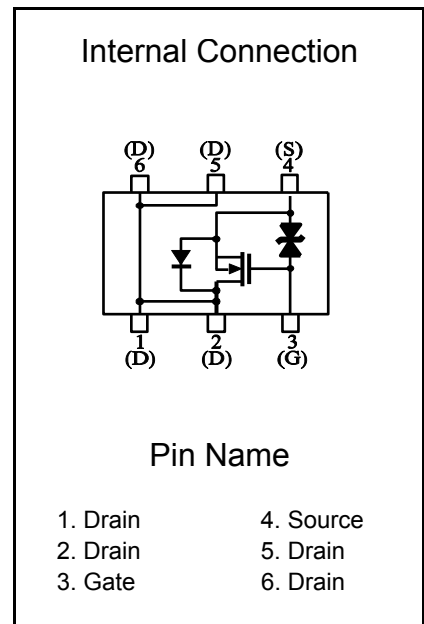 Internal Connection
(D) (D) (S)
6 5 4
1 2 3
(D) (D) (G)
Pin Name
1. Drain 4. Source
2. Drain 5. Drain
3. Gate 6. Drain